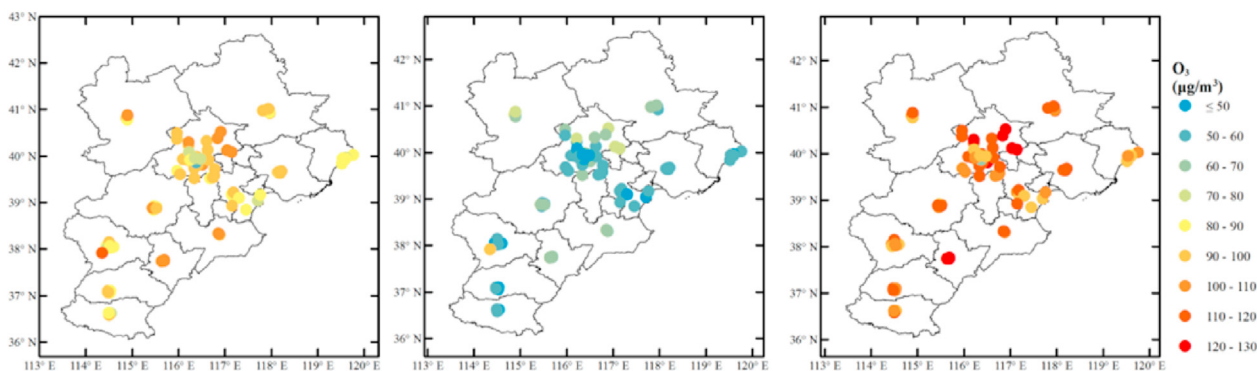 43° N
42° N
41° N
40° N
39° N
38° N
37° N
36° N
113° E 114° E 115° E 116° E 117° E 118° E 119° E 120° E
42° N
41° N
40° N
39° N
38° N
37° N
36° N
113° E 114° E 115° E 116° E 117° E 118° E 119° E 120° E
42° N
41° N
40° N
39° N
38° N
37° N
36° N
113° E 114° E 115° E 116° E 117° E 118° E 119° E 120° E
O₃
(μg/m³)
≤ 50
50 - 60
60 - 70
70 - 80
80 - 90
90 - 100
100 - 110
110 - 120
120 - 130